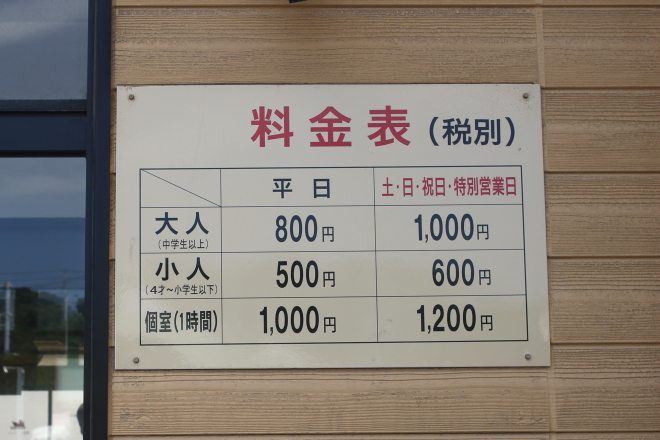 料金表（税別）
平日 土・日・祝日・特別営業日
大人 800円 1,000円
（中学生以上）
小人 500円 600円
（4才〜小学生以下）
個室（1時間） 1,000円 1,200円